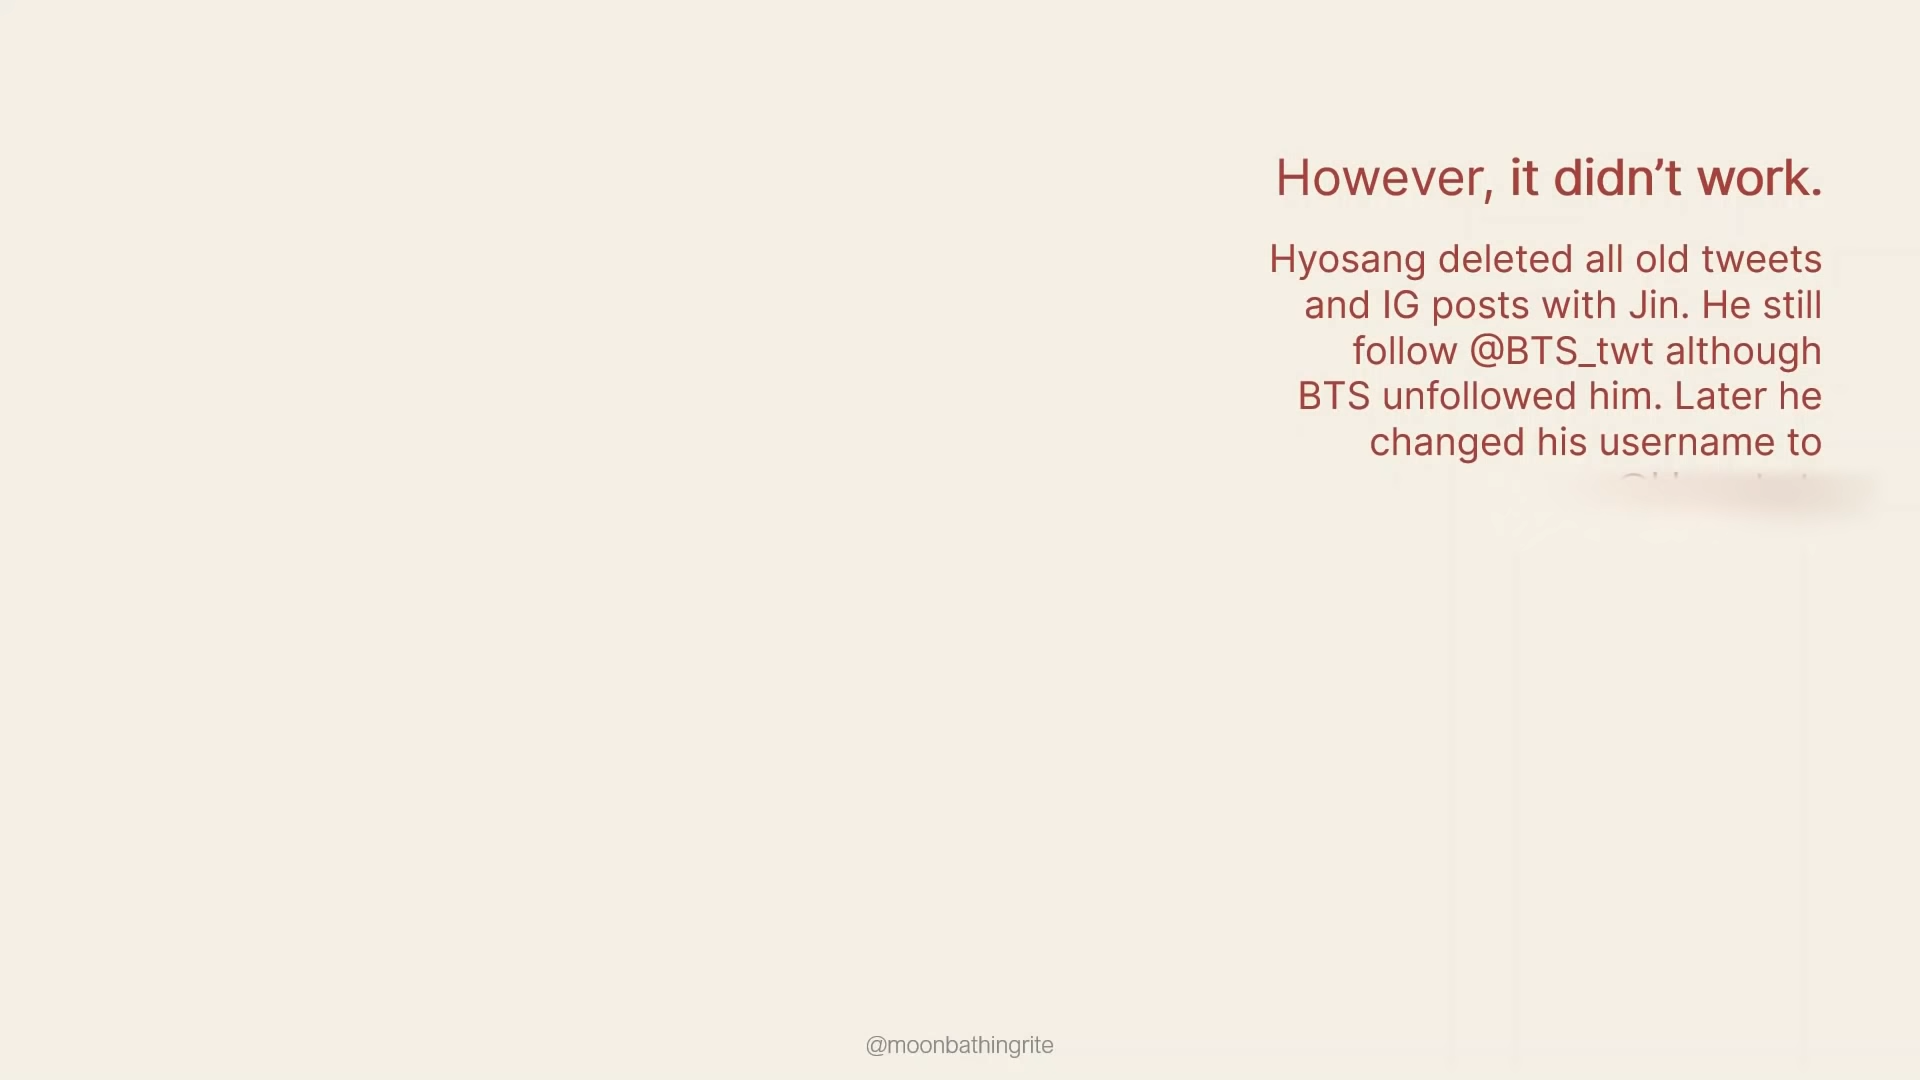 However, it didn’t work.
Hyosang deleted all old tweets
and IG posts with Jin. He still
follow @BTS_twt although
BTS unfollowed him. Later he
changed his username to
@moonbathingrite